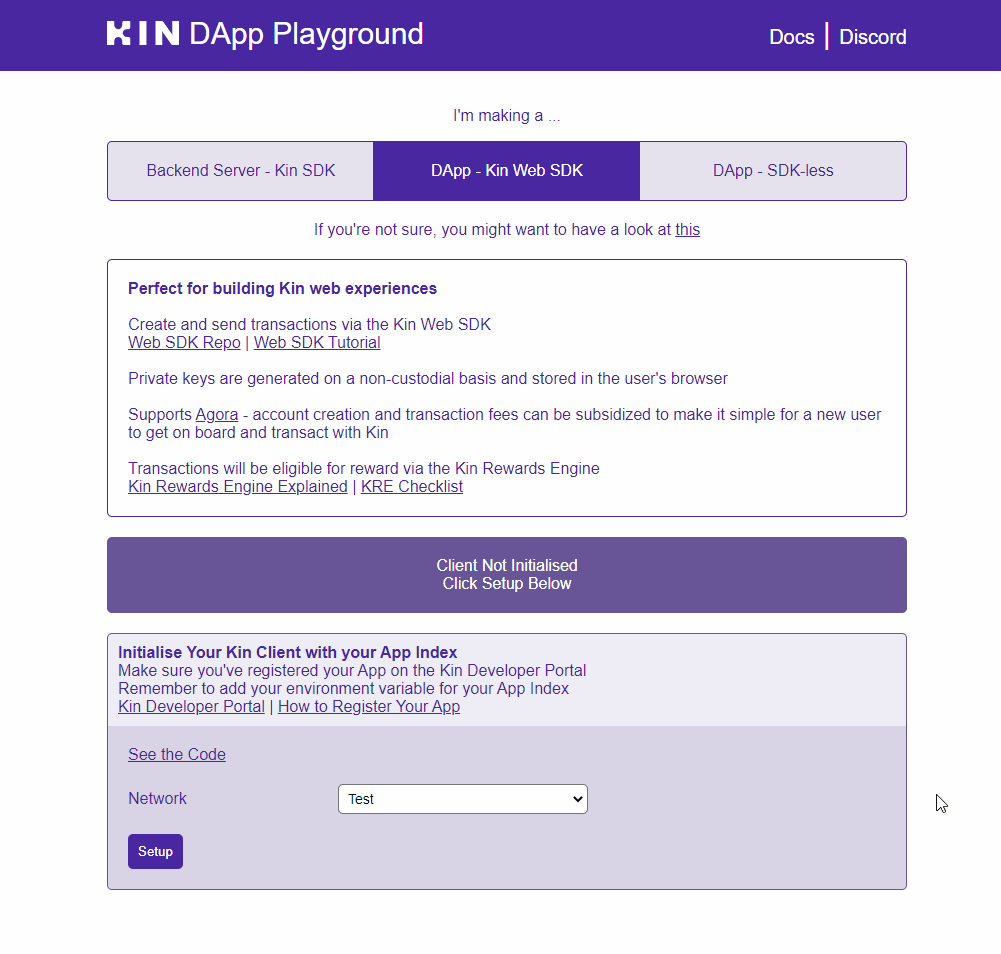 KIN DApp Playground
Docs | Discord
I'm making a ...
Backend Server - Kin SDK
DApp - Kin Web SDK
DApp - SDK-less
If you're not sure, you might want to have a look at this
Perfect for building Kin web experiences
Create and send transactions via the Kin Web SDK
Web SDK Repo | Web SDK Tutorial
Private keys are generated on a non-custodial basis and stored in the user's browser
Supports Agora - account creation and transaction fees can be subsidized to make it simple for a new user
to get on board and transact with Kin
Transactions will be eligible for reward via the Kin Rewards Engine
Kin Rewards Engine Explained | KRE Checklist
Client Not Initialised
Click Setup Below
Initialise Your Kin Client with your App Index
Make sure you've registered your App on the Kin Developer Portal
Remember to add your environment variable for your App Index
Kin Developer Portal | How to Register Your App
See the Code
Network
Test
Setup